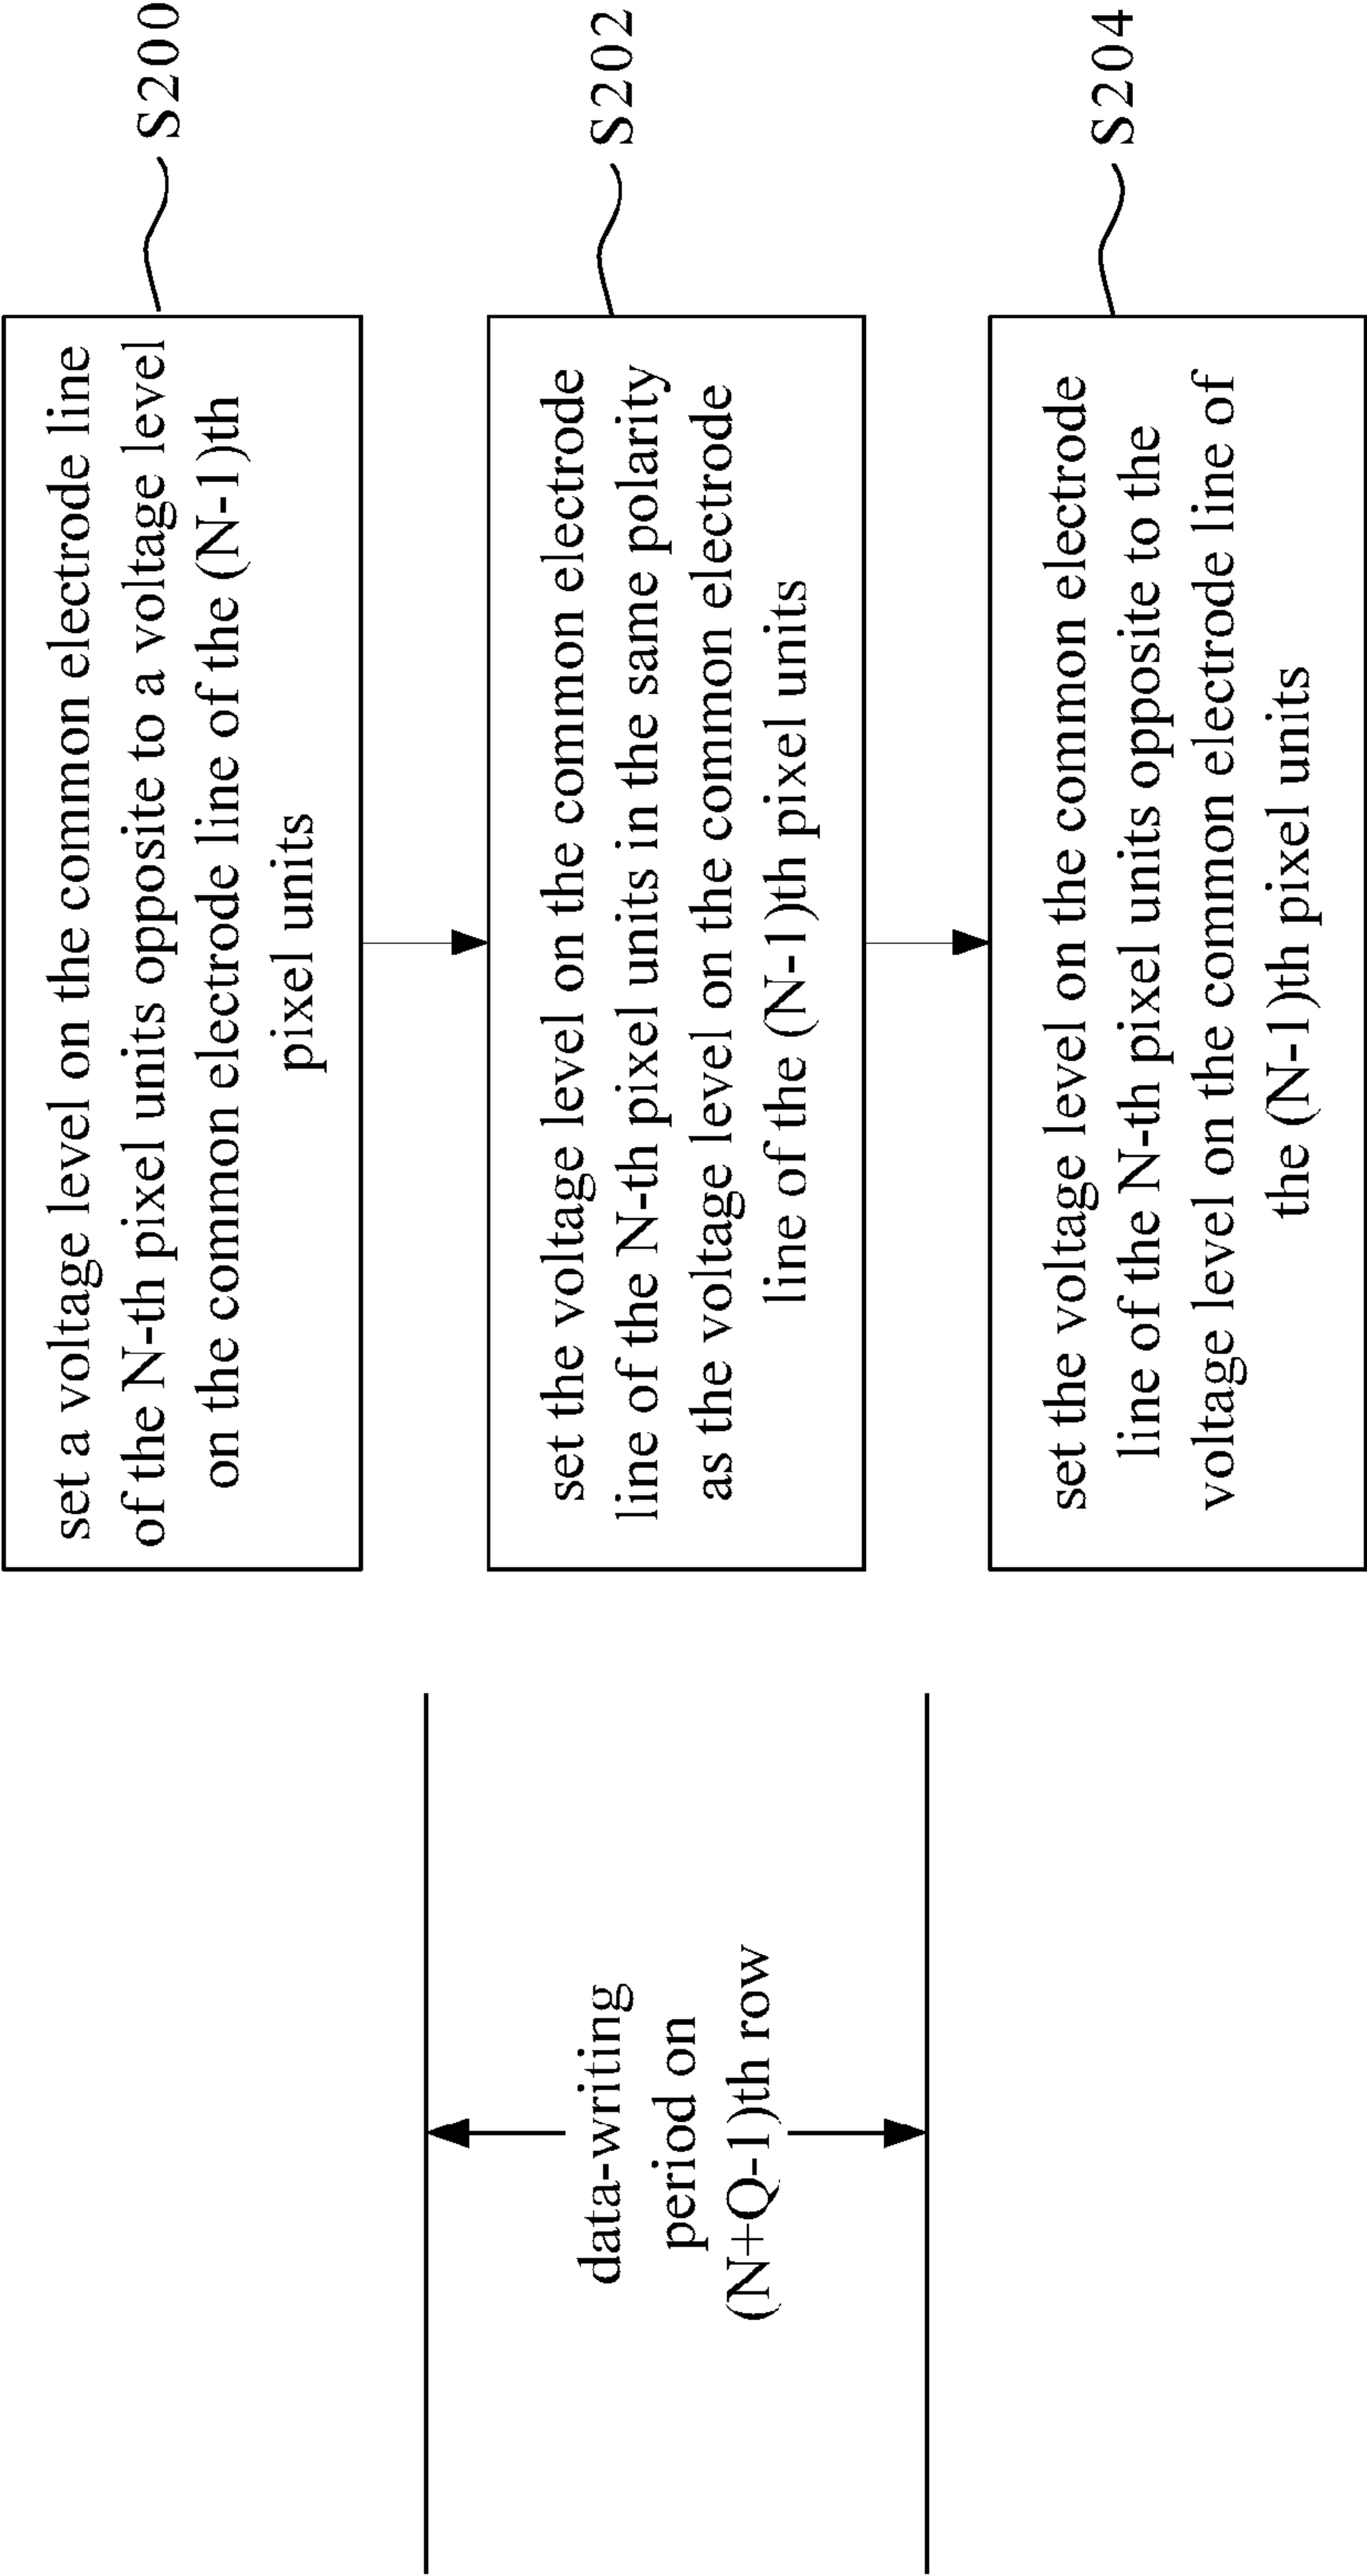 set a voltage level on the common electrode line
of the N-th pixel units opposite to a voltage level
on the common electrode line of the (N-1)th
pixel units
S200
data-writing
period on
(N+Q-1)th row
set the voltage level on the common electrode
line of the N-th pixel units in the same polarity
as the voltage level on the common electrode
line of the (N-1)th pixel units
S202
set the voltage level on the common electrode
line of the N-th pixel units opposite to the
voltage level on the common electrode line of
the (N-1)th pixel units
S204